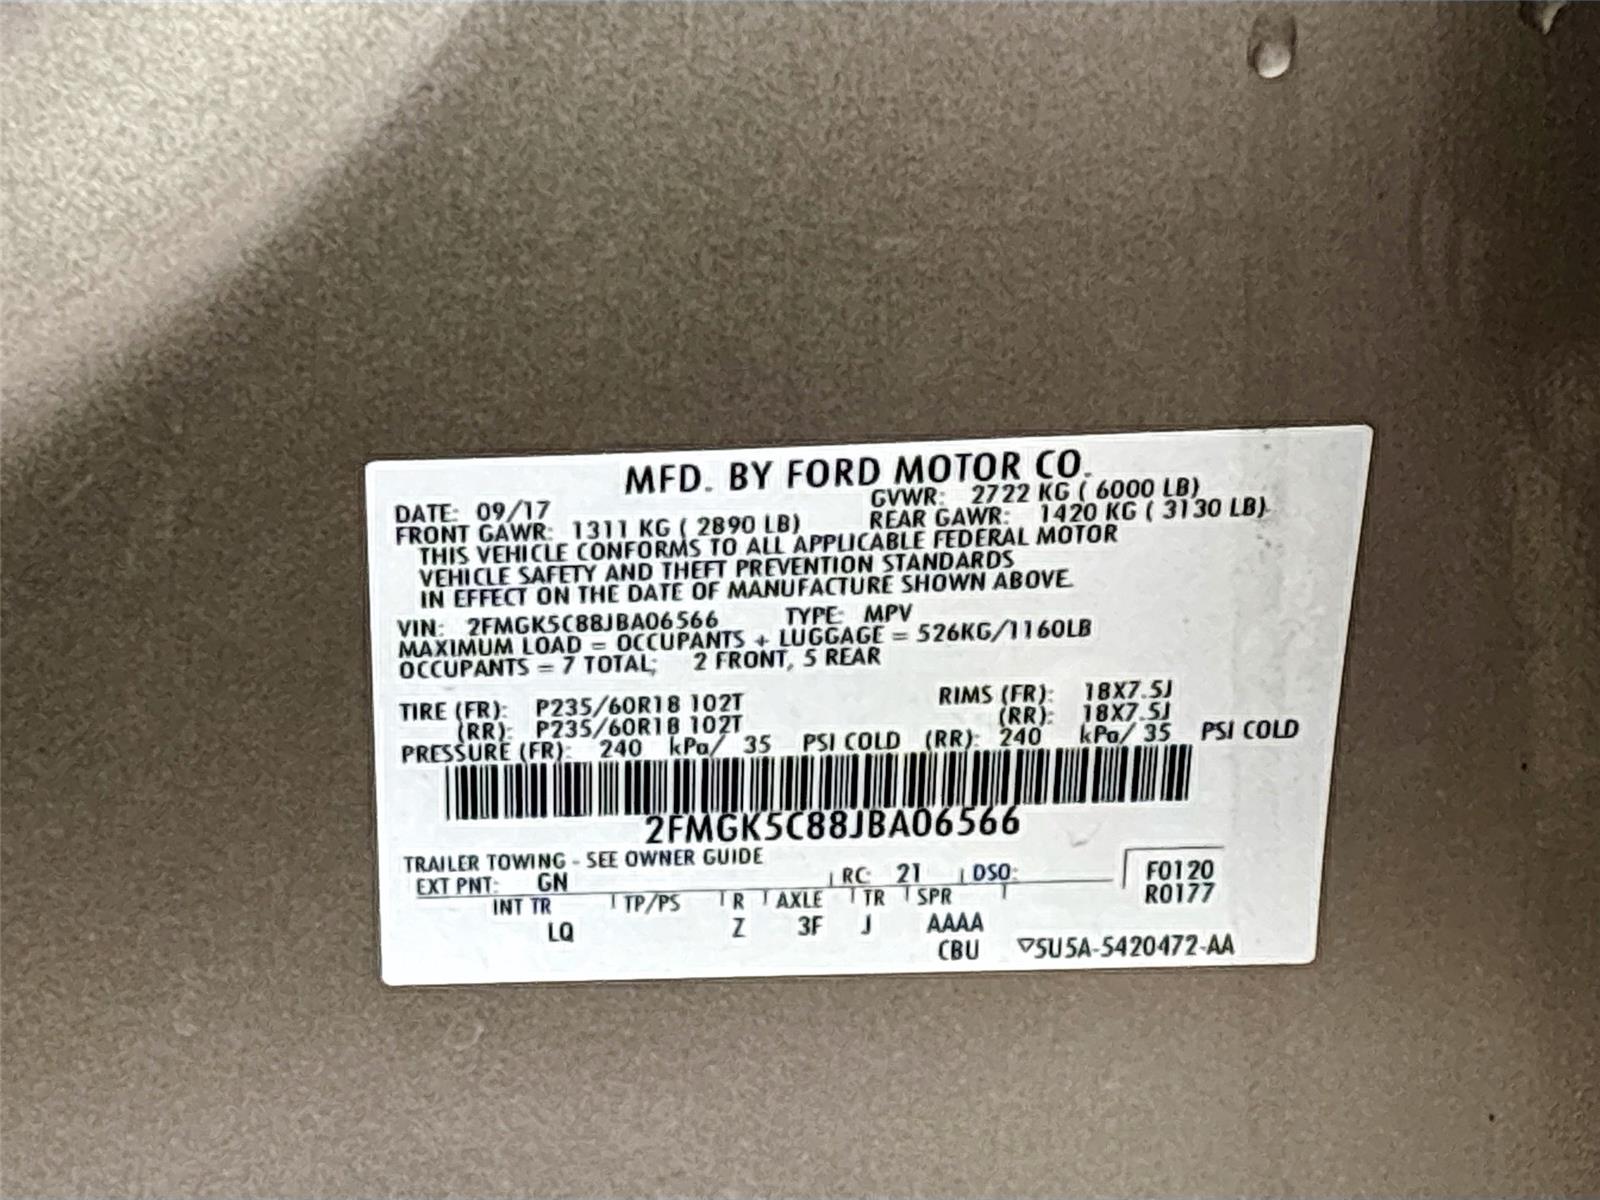 MFD. BY FORD MOTOR CO.
DATE: 09/17 GVWR: 2722 KG ( 6000 LB)
FRONT GAWR: 1311 KG ( 2890 LB) REAR GAWR: 1420 KG ( 3130 LB)
THIS VEHICLE CONFORMS TO ALL APPLICABLE FEDERAL MOTOR
VEHICLE SAFETY AND THEFT PREVENTION STANDARDS
IN EFFECT ON THE DATE OF MANUFACTURE SHOWN ABOVE.
VIN: 2FMGK5C88JBA06566 TYPE: MPV
MAXIMUM LOAD = OCCUPANTS + LUGGAGE = 526KG/1160LB
OCCUPANTS = 7 TOTAL; 2 FRONT, 5 REAR
TIRE (FR): P235/60R18 102T RIMS (FR): 18X7.5J
(RR): P235/60R18 102T (RR): 18X7.5J
PRESSURE (FR): 240 kPa/ 35 PSI COLD (RR): 240 kPa/ 35 PSI COLD
2FMGK5C88JBA06566
TRAILER TOWING - SEE OWNER GUIDE
EXT PNT: GN RC: 21 DSO: F0120
INT TR TP/PS R AXLE TR SPR R0177
LQ Z 3F J AAAA
CBU ▽5U5A-5420472-AA